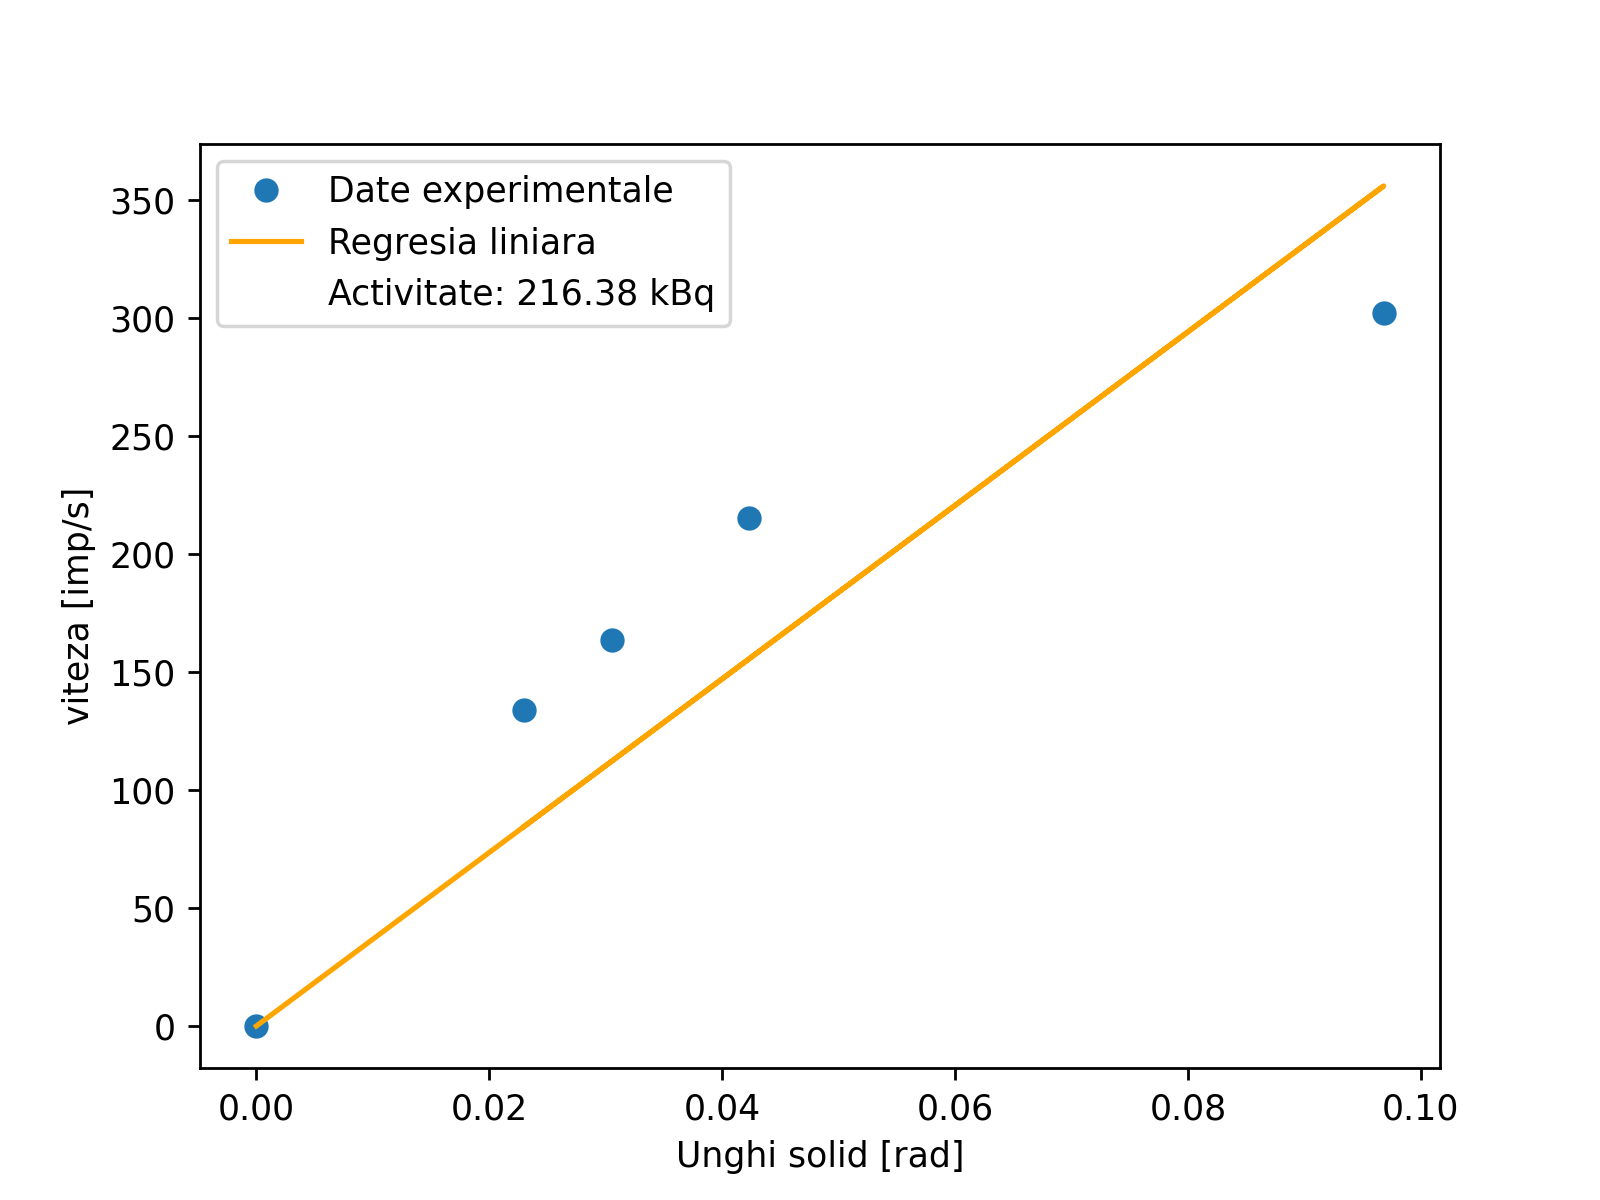 Date experimentale
Regresia liniara
Activitate: 216.38 kBq
350
300
250
200
150
100
50
0
viteza [imp/s]
0.00 0.02 0.04 0.06 0.08 0.10
Unghi solid [rad]